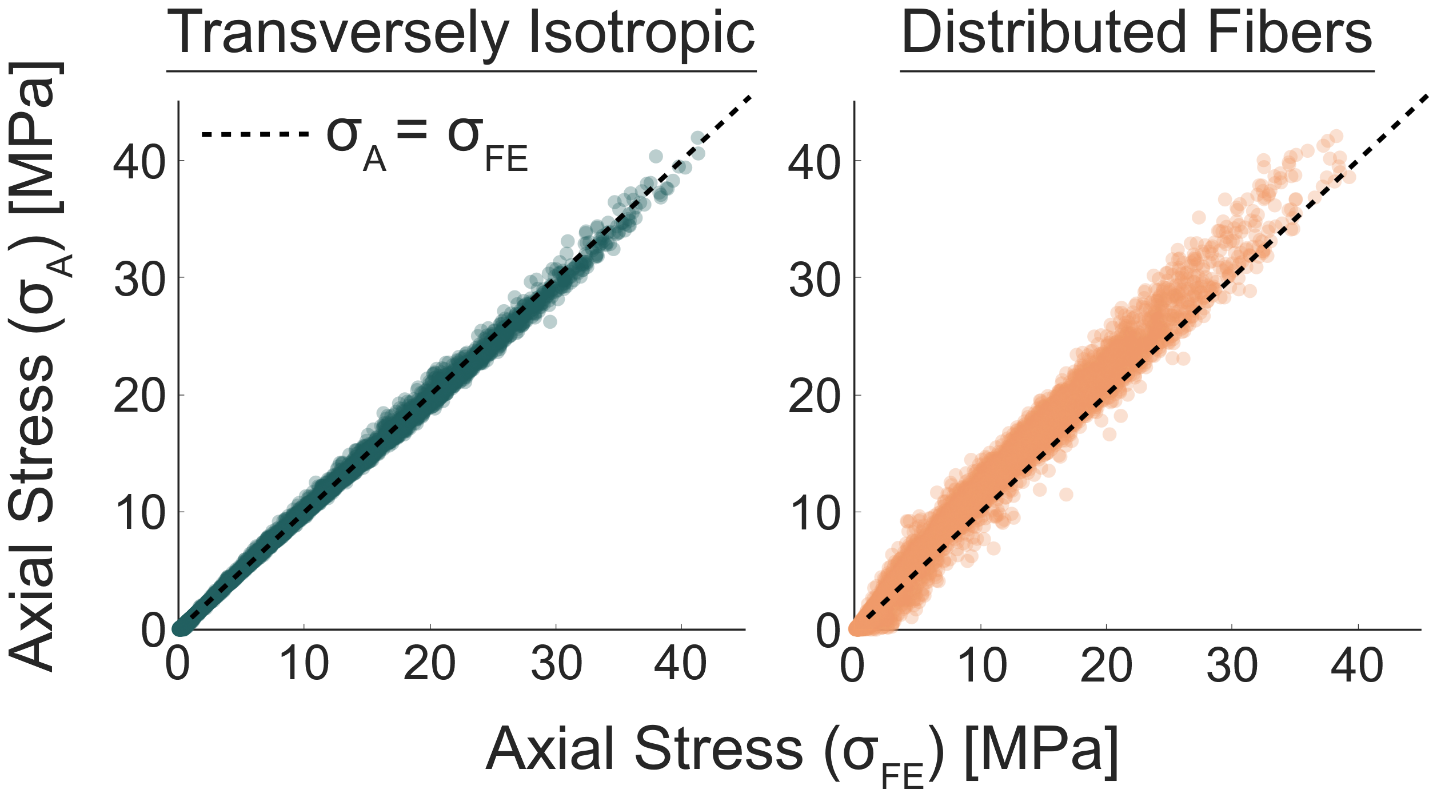 Transversely Isotropic
Distributed Fibers
Axial Stress (σA) [MPa]
σA = σFE
40
30
20
10
0
0 10 20 30 40
40
30
20
10
0
0 10 20 30 40
Axial Stress (σFE) [MPa]